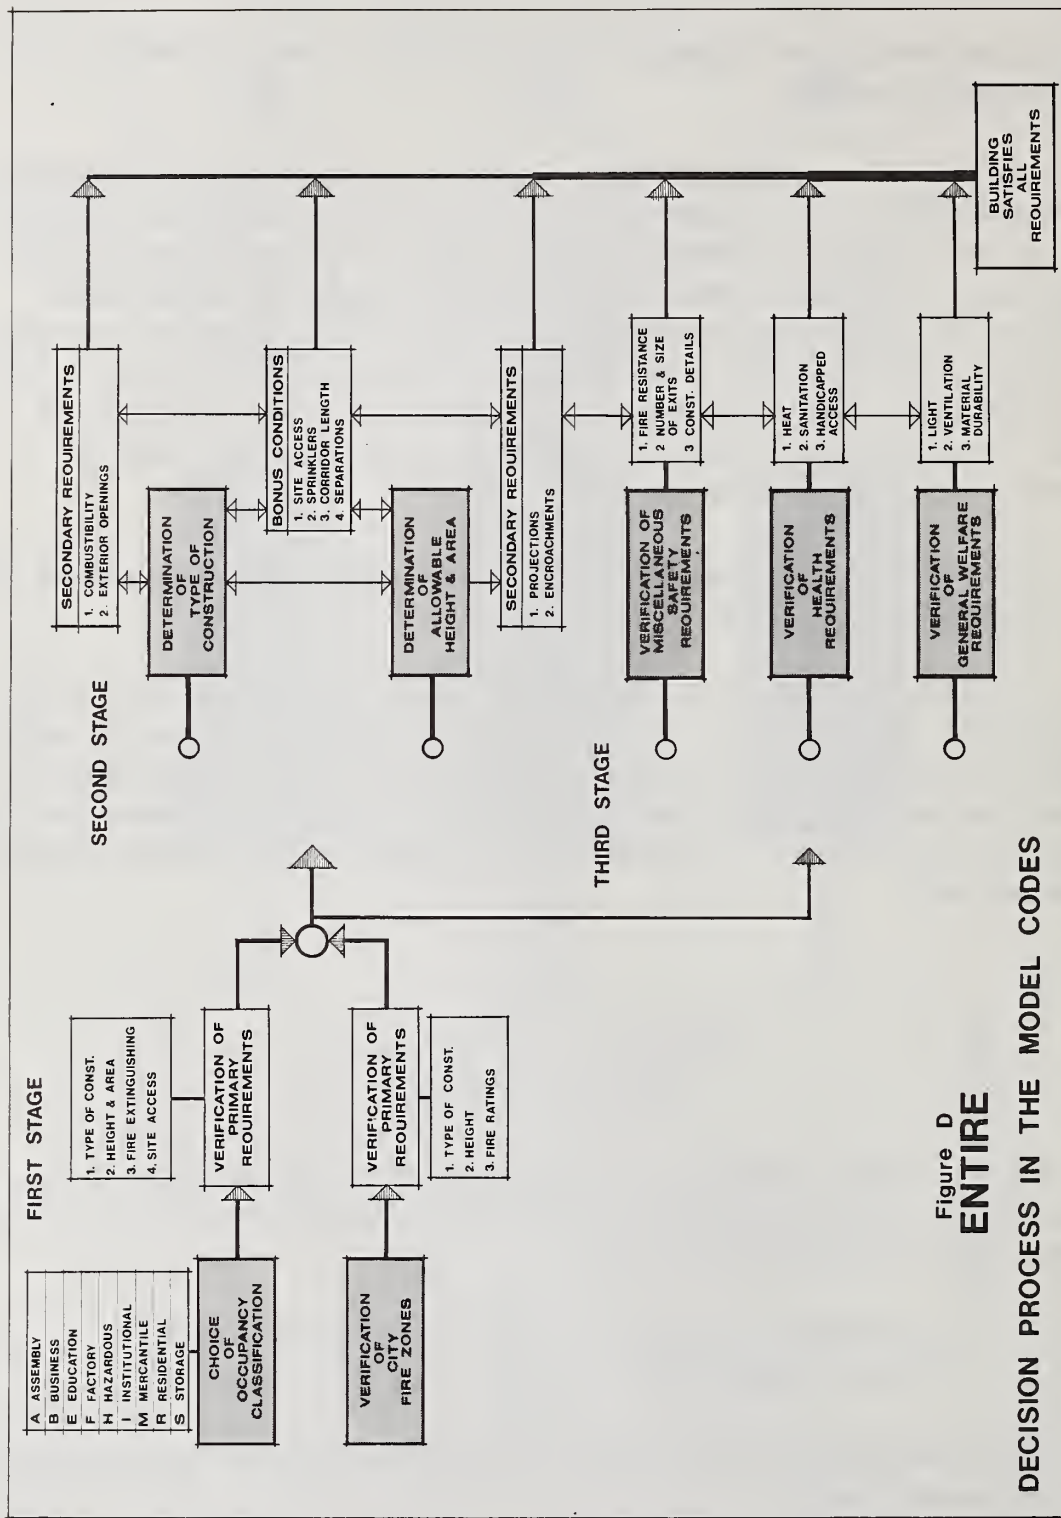 FIRST STAGE
A ASSEMBLY
B BUSINESS
E EDUCATION
F FACTORY
H HAZARDOUS
I INSTITUTIONAL
M MERCANTILE
R RESIDENTIAL
S STORAGE
CHOICE
OF
OCCUPANCY
CLASSIFICATION
1. TYPE OF CONST.
2. HEIGHT & AREA
3. FIRE EXTINGUISHING
4. SITE ACCESS
VERIFICATION OF
PRIMARY
REQUIREMENTS
VERIFICATION
OF
CITY
FIRE ZONES
VERIFICATION OF
PRIMARY
REQUIREMENTS
1. TYPE OF CONST.
2. HEIGHT
3. FIRE RATINGS
SECOND STAGE
SECONDARY REQUIREMENTS
1. COMBUSTIBILITY
2. EXTERIOR OPENINGS
DETERMINATION
OF
TYPE OF
CONSTRUCTION
BONUS CONDITIONS
1. SITE ACCESS
2. SPRINKLERS
3. CORRIDOR LENGTH
4. SEPARATIONS
DETERMINATION
OF
ALLOWABLE
HEIGHT & AREA
SECONDARY REQUIREMENTS
1. PROJECTIONS
2. ENCROACHMENTS
THIRD STAGE
VERIFICATION OF
MISCELLANEOUS
SAFETY
REQUIREMENTS
1. FIRE RESISTANCE
2 NUMBER & SIZE
OF EXITS
3 CONST. DETAILS
VERIFICATION
OF
HEALTH
REQUIREMENTS
1. HEAT
2. SANITATION
3. HANDICAPPED
ACCESS
VERIFICATION
OF
GENERAL WELFARE
REQUIREMENTS
1. LIGHT
2. VENTILATION
3. MATERIAL
DURABILITY
BUILDING
SATISFIES
ALL
REQUIREMENTS
Figure D
ENTIRE
DECISION PROCESS IN THE MODEL CODES